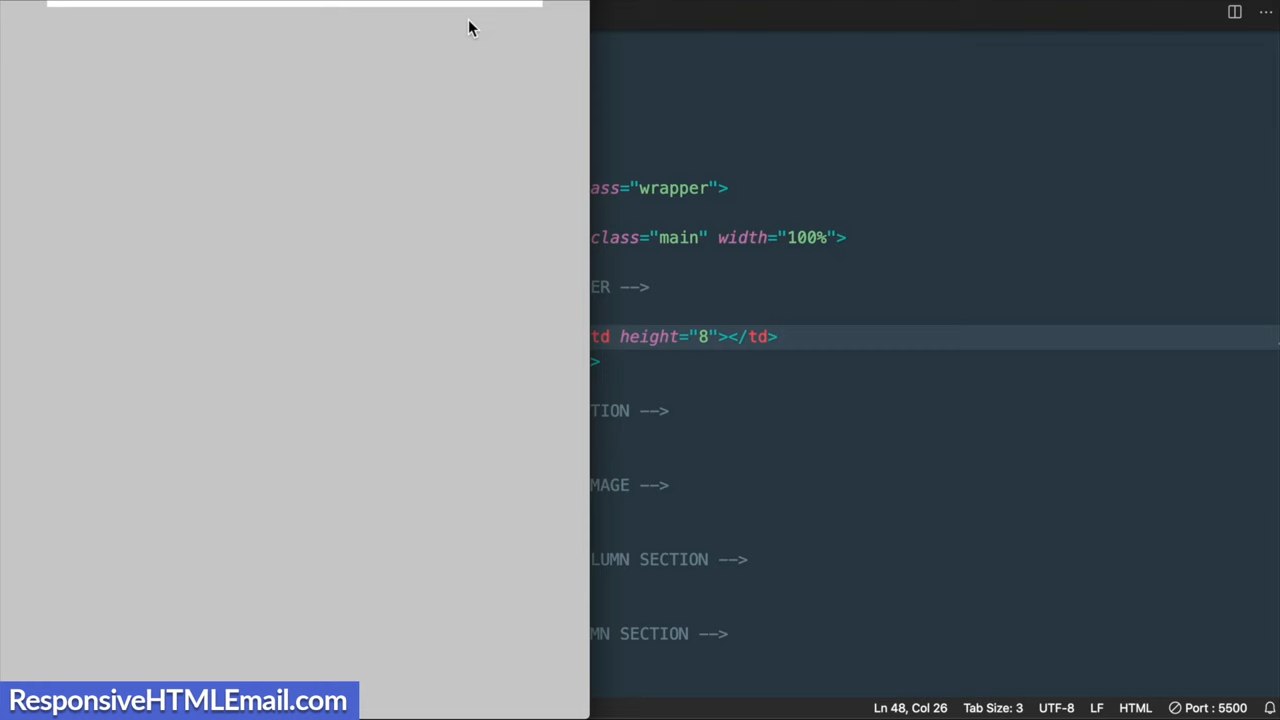 ass="wrapper">
class="main" width="100%">
ER -->
td height="8"></td>
>
TION -->
MAGE -->
LUMN SECTION -->
MN SECTION -->
ResponsiveHTMLEmail.com
Ln 48, Col 26 Tab Size: 3 UTF-8 LF HTML Port : 5500